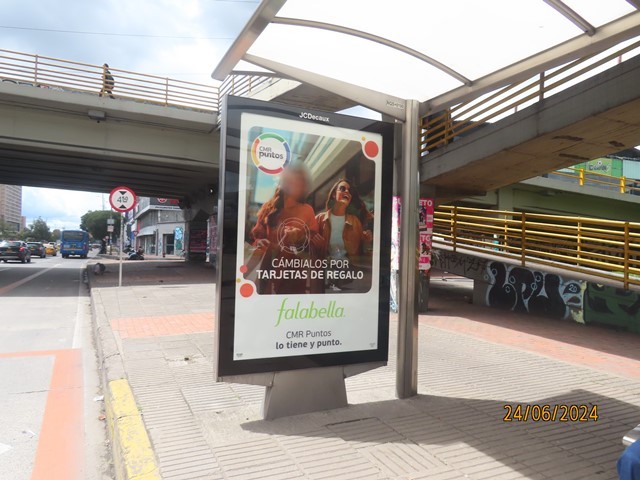 JCDecaux
CMR
puntos
CÁMBIALOS POR
TARJETAS DE REGALO
falabella.
CMR Puntos
lo tiene y punto.
24/06/2024